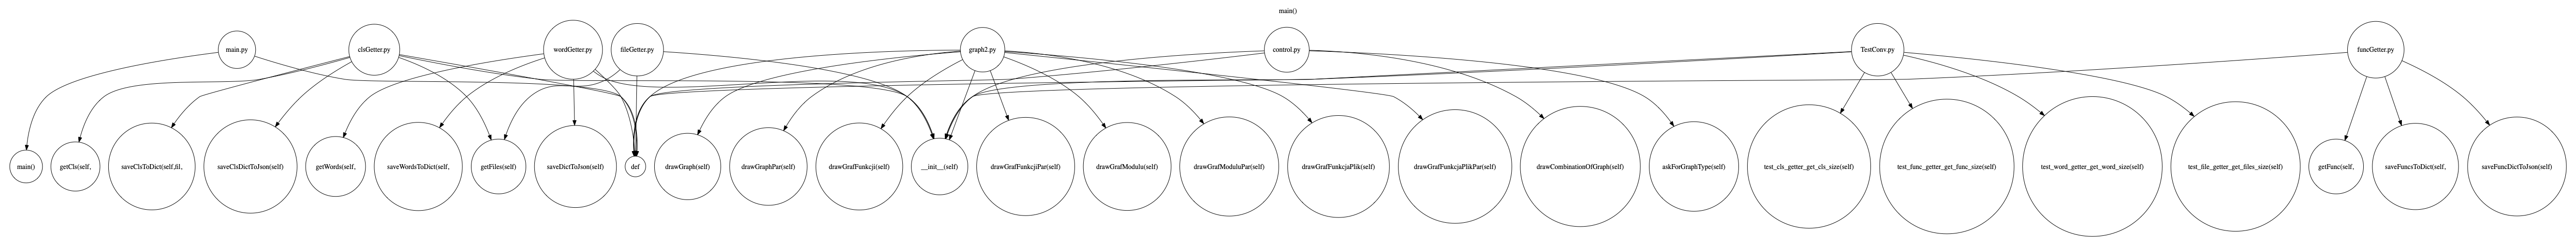 main()
main.py
clsGetter.py
wordGetter.py
fileGetter.py
graph2.py
control.py
TestConv.py
funcGetter.py
main()
getCls(self,
saveClsToDict(self,fil,
saveClsDictToJson(self)
getWords(self,
saveWordsToDict(self,
getFiles(self)
saveDictToJson(self)
def
drawGraph(self)
drawGraphPar(self)
drawGrafFunkcji(self)
__init__(self)
drawGrafFunkcjiPar(self)
drawGrafModulu(self)
drawGrafModuluPar(self)
drawGrafFunkcjaPlik(self)
drawGrafFunkcjaPlikPar(self)
drawCombinationOfGraph(self)
askForGraphType(self)
test_cls_getter_get_cls_size(self)
test_func_getter_get_func_size(self)
test_word_getter_get_word_size(self)
test_file_getter_get_files_size(self)
getFunc(self,
saveFuncsToDict(self,
saveFuncDictToJson(self)